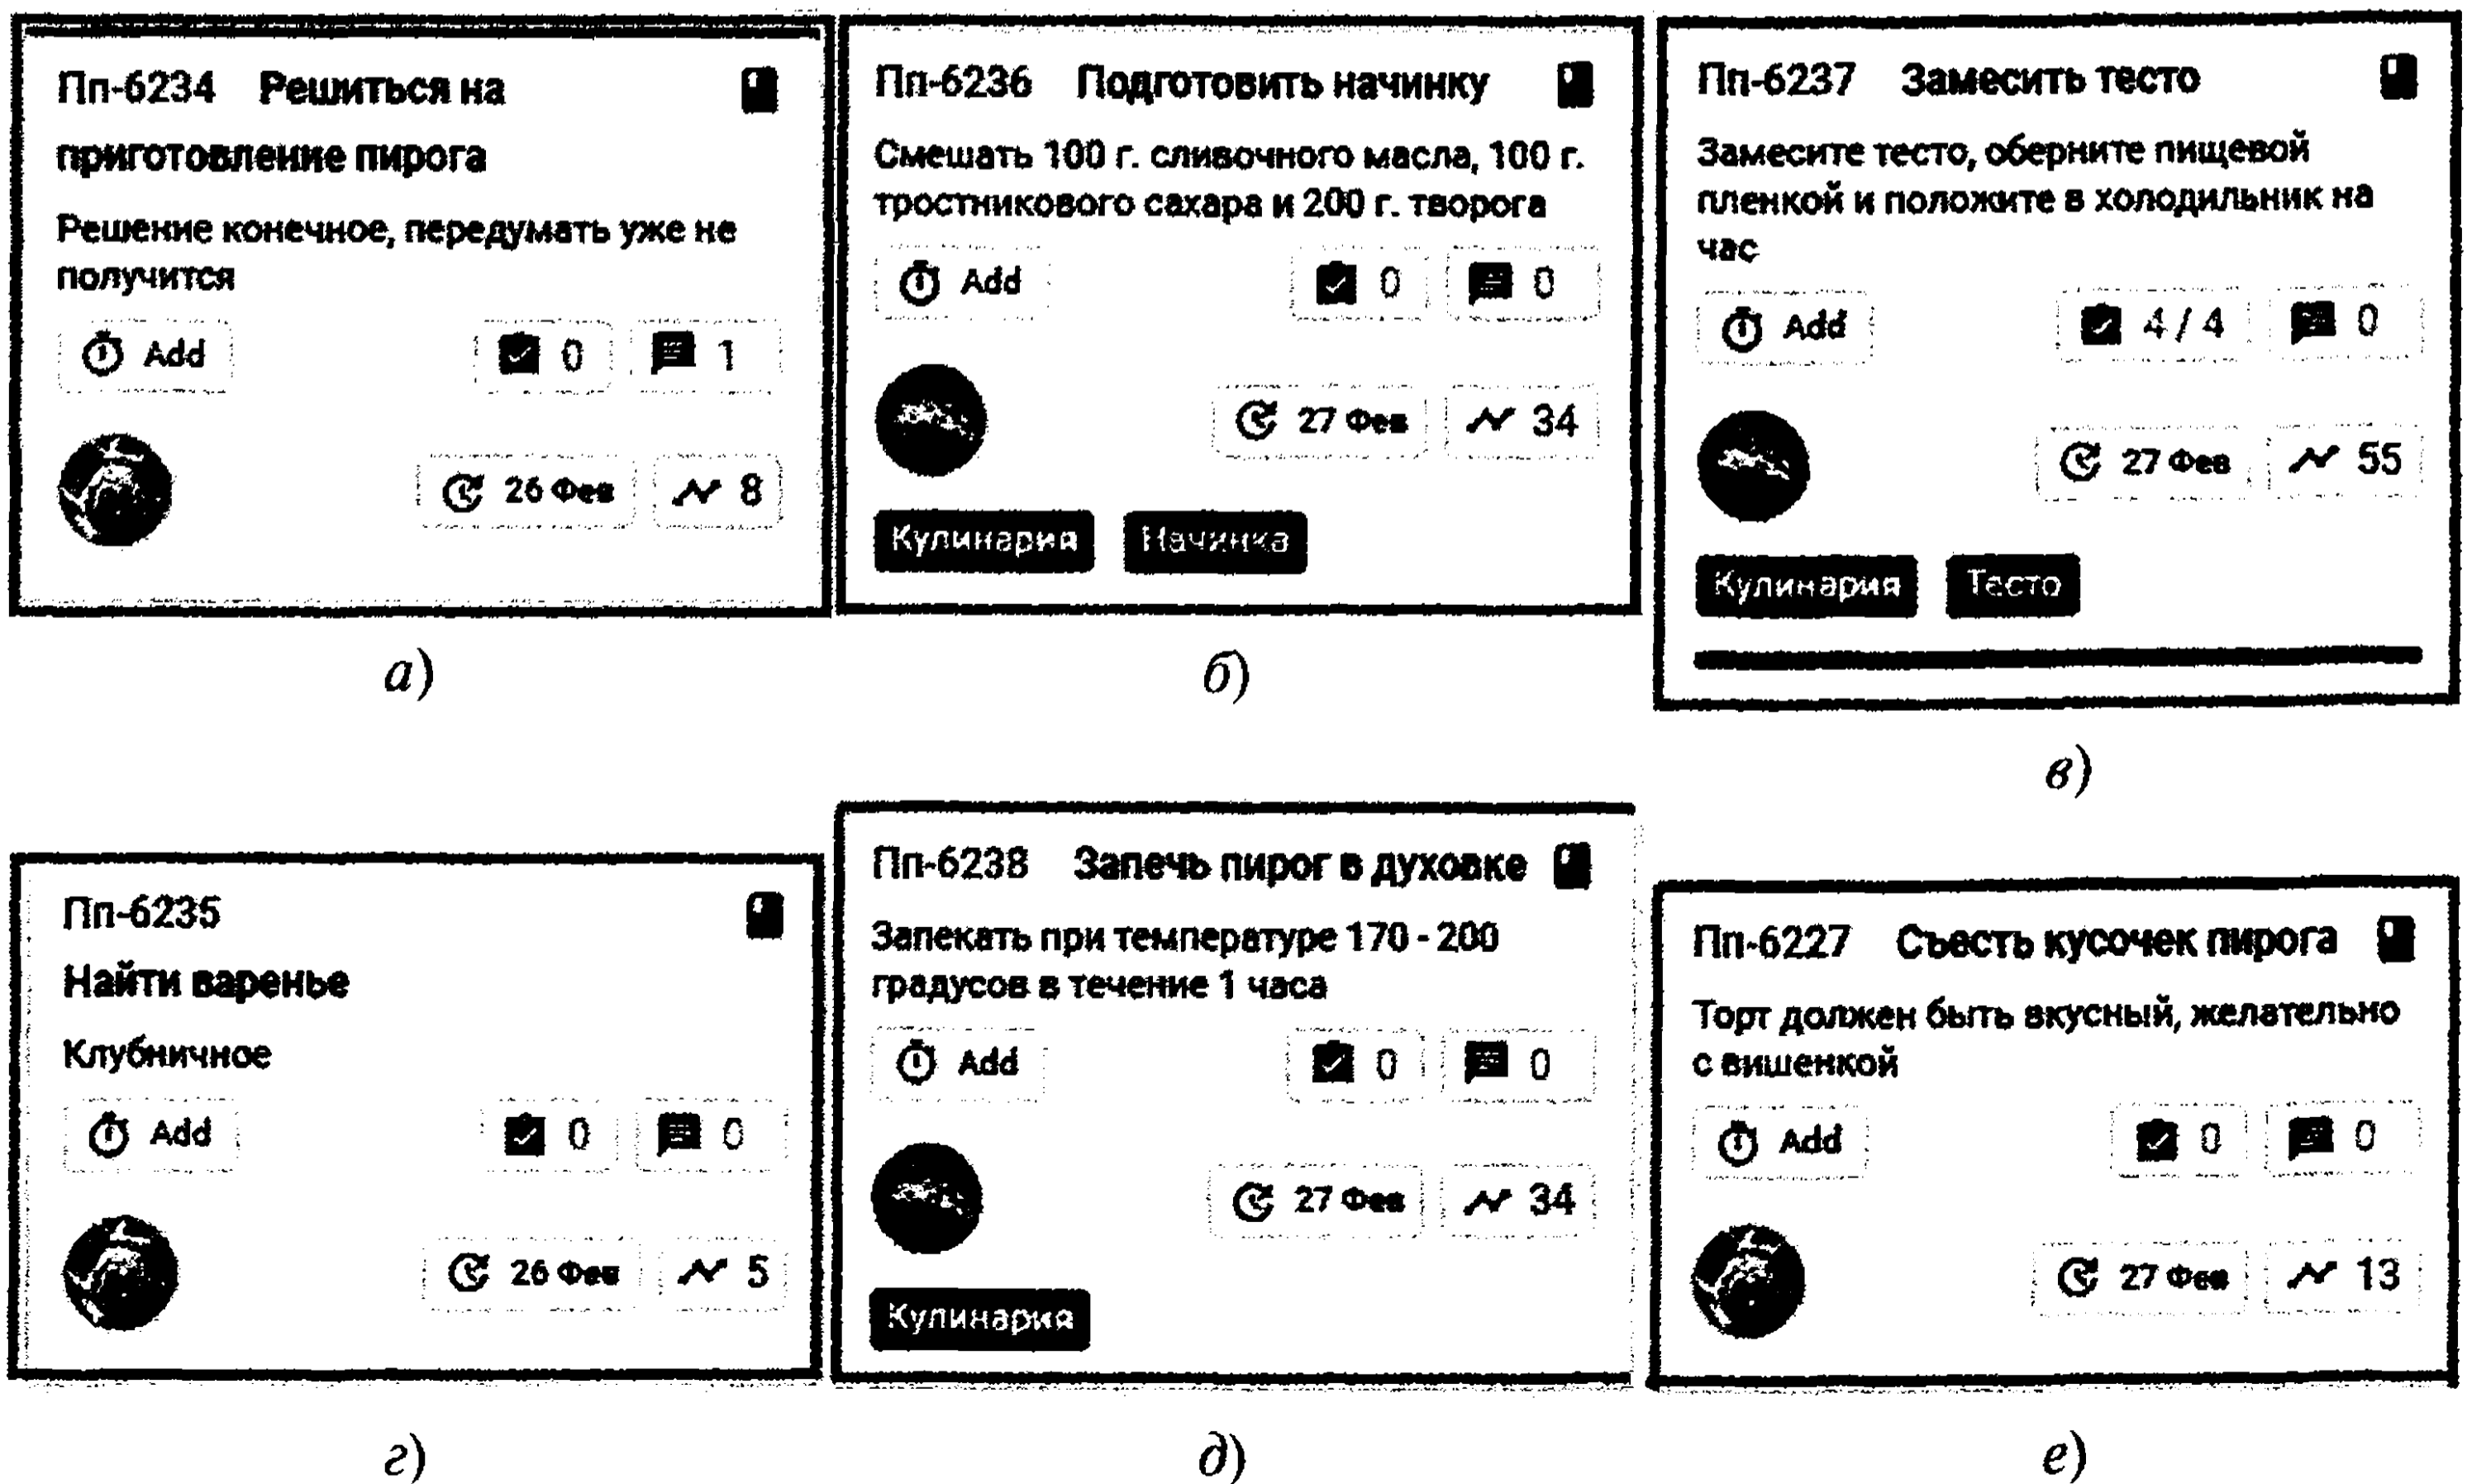 Пп-6234 Решиться на
приготовление пирога
Решение конечное, передумать уже не
получится
Add 0 1
26 Фев 8
а)
Пп-6236 Подготовить начинку
Смешать 100 г. сливочного масла, 100 г.
тростникового сахара и 200 г. творога
Add 0 0
27 Фев 34
Кулинария Начинка
б)
Пп-6237 Замесить тесто
Замесите тесто, оберните пищевой
пленкой и положите в холодильник на
час
Add 4 / 4 0
27 Фев 55
Кулинария Тесто
в)
Пп-6235
Найти варенье
Клубничное
Add 0 0
26 Фев 5
г)
Пп-6238 Запечь пирог в духовке
Запекать при температуре 170 - 200
градусов в течение 1 часа
Add 0 0
27 Фев 34
Кулинария
д)
Пп-6227 Съесть кусочек пирога
Торт должен быть вкусный, желательно
с вишенкой
Add 0 0
27 Фев 13
е)